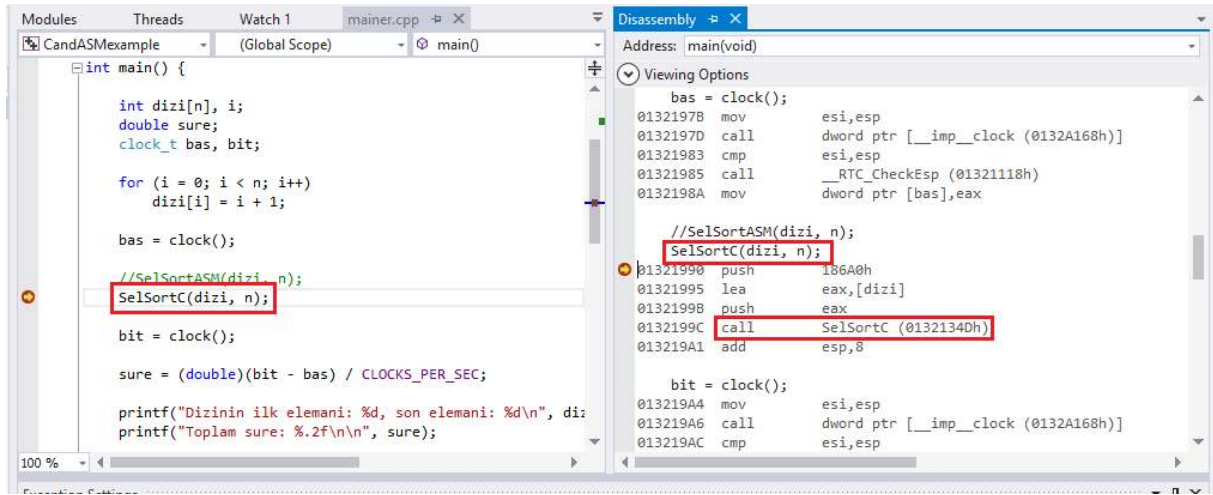 Modules Threads Watch 1 mainer.cpp
CandASMexample (Global Scope) main()
int main() {
int dizi[n], i;
double sure;
clock_t bas, bit;
for (i = 0; i < n; i++)
dizi[i] = i + 1;
bas = clock();
//SelSortASM(dizi, n);
SelSortC(dizi, n);
bit = clock();
sure = (double)(bit - bas) / CLOCKS_PER_SEC;
printf("Dizinin ilk elemani: %d, son elemani: %d\n", diz
printf("Toplam sure: %.2f\n\n", sure);
100 %
Disassembly
Address: main(void)
Viewing Options
bas = clock();
0132197B mov esi,esp
0132197D call dword ptr [__imp__clock (0132A168h)]
01321983 cmp esi,esp
01321985 call __RTC_CheckEsp (01321118h)
0132198A mov dword ptr [bas],eax
//SelSortASM(dizi, n);
SelSortC(dizi, n);
01321990 push 186A0h
01321995 lea eax,[dizi]
0132199B push eax
0132199C call SelSortC (0132134Dh)
013219A1 add esp,8
bit = clock();
013219A4 mov esi,esp
013219A6 call dword ptr [__imp__clock (0132A168h)]
013219AC cmp esi,esp
Exception Settings